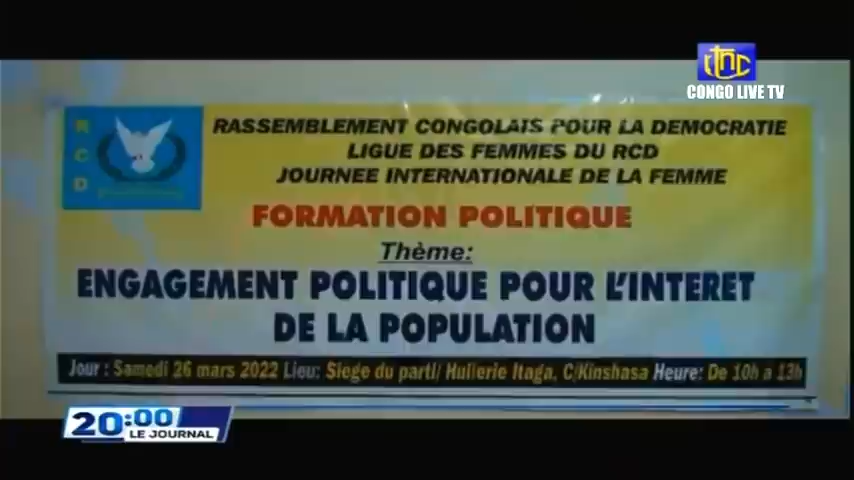 CONGO LIVE TV
RCD
RASSEMBLEMENT CONGOLAIS POUR LA DEMOCRATIE
LIGUE DES FEMMES DU RCD
JOURNEE INTERNATIONALE DE LA FEMME
FORMATION POLITIQUE
Thème:
ENGAGEMENT POLITIQUE POUR L'INTERET
DE LA POPULATION
Jour : Samedi 26 mars 2022 Lieu: Siege du parti/ Huilerie Itaga, C/Kinshasa Heure: De 10h a 13h
20:00
LE JOURNAL